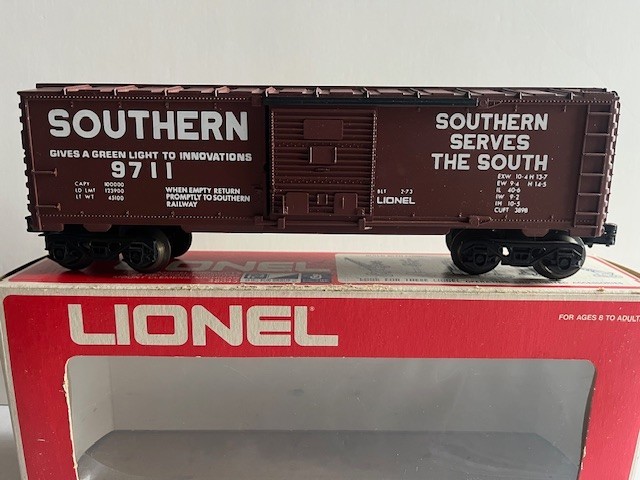 SOUTHERN
GIVES A GREEN LIGHT TO INNOVATIONS
9711
CAPY 100000
LD LMT 123900
LT WT 45100
WHEN EMPTY RETURN
PROMPTLY TO SOUTHERN
RAILWAY
BLT 2-73
LIONEL
SOUTHERN
SERVES
THE SOUTH
EXW 10-4 H 13-7
EW 9-4 H 14-5
IL 40-6
IW 9-2
IH 10-5
CUFT 3898
LIONEL
LIONEL
FOR AGES 8 TO ADULT